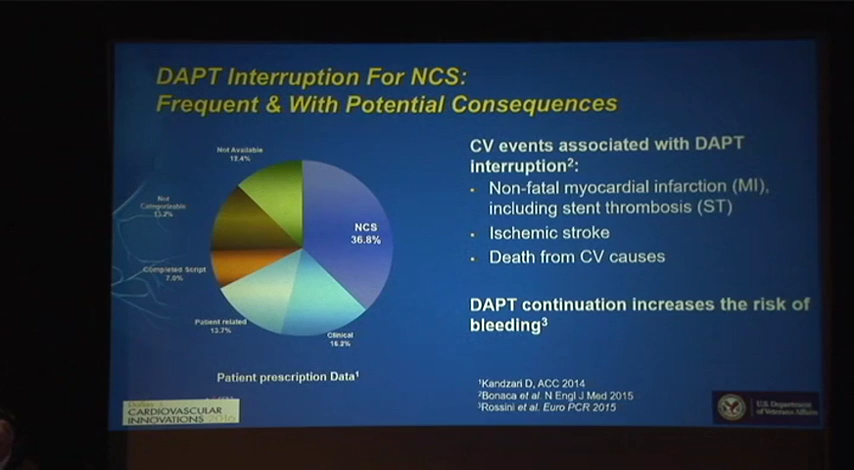 DAPT Interruption For NCS:
Frequent & With Potential Consequences
Not Available
NCS
36.8%
Not
Categorizable
13.2%
Completed Script
7.0%
Patient related
13.7%
Clinical
16.2%
Patient prescription Data¹
CV events associated with DAPT
interruption²:
• Non-fatal myocardial infarction (MI),
including stent thrombosis (ST)
• Ischemic stroke
• Death from CV causes
DAPT continuation increases the risk of
bleeding³
¹Kandzari D, ACC 2014
²Bonaca et al. N Engl J Med 2015
³Rossini et al. Euro PCR 2015
CARDIOVASCULAR
INNOVATIONS 2016
U.S. Department
of Veterans Affairs